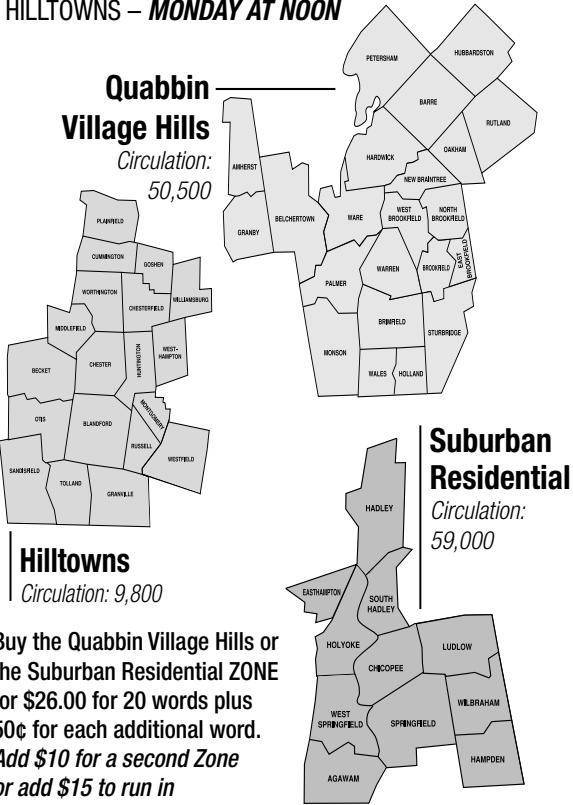 HILLTOWNS – MONDAY AT NOON
Quabbin
Village Hills
Circulation:
50,500
PETERSHAM
HUBBARDSTON
BARRE
RUTLAND
OAKHAM
HARDWICK
NEW BRAINTREE
AMHERST
GRANBY
BELCHERTOWN
WARE
WEST
BROOKFIELD
NORTH
BROOKFIELD
EAST
BROOKFIELD
BROOKFIELD
WARREN
PALMER
BRIMFIELD
STURBRIDGE
MONSON
WALES
HOLLAND
PLAINFIELD
CUMMINGTON
GOSHEN
WORTHINGTON
CHESTERFIELD
WILLIAMSBURG
MIDDLEFIELD
WEST-
HAMPTON
HUNTINGTON
CHESTER
BECKET
MONTGOMERY
OTIS
BLANDFORD
RUSSELL
WESTFIELD
SANDISFIELD
TOLLAND
GRANVILLE
Hilltowns
Circulation: 9,800
Suburban
Residential
Circulation:
59,000
HADLEY
EASTHAMPTON
SOUTH
HADLEY
HOLYOKE
CHICOPEE
LUDLOW
WEST
SPRINGFIELD
SPRINGFIELD
WILBRAHAM
AGAWAM
HAMPDEN
Buy the Quabbin Village Hills or
the Suburban Residential ZONE
for $26.00 for 20 words plus
50¢ for each additional word.
Add $10 for a second Zone
or add $15 to run in